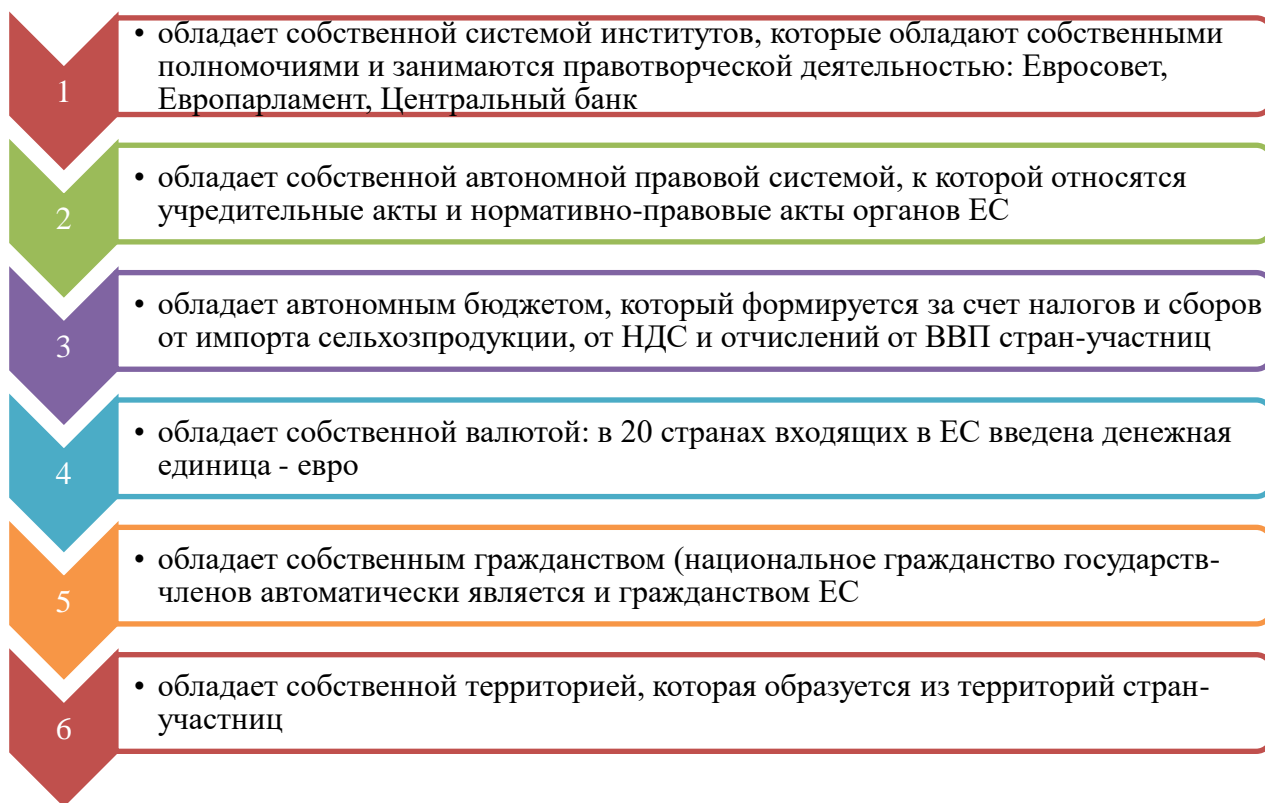 1
• обладает собственной системой институтов, которые обладают собственными
полномочиями и занимаются правотворческой деятельностью: Евросовет,
Европарламент, Центральный банк
2
• обладает собственной автономной правовой системой, к которой относятся
учредительные акты и нормативно-правовые акты органов ЕС
3
• обладает автономным бюджетом, который формируется за счет налогов и сборов
от импорта сельхозпродукции, от НДС и отчислений от ВВП стран-участниц
4
• обладает собственной валютой: в 20 странах входящих в ЕС введена денежная
единица - евро
5
• обладает собственным гражданством (национальное гражданство государств-
членов автоматически является и гражданством ЕС
6
• обладает собственной территорией, которая образуется из территорий стран-
участниц